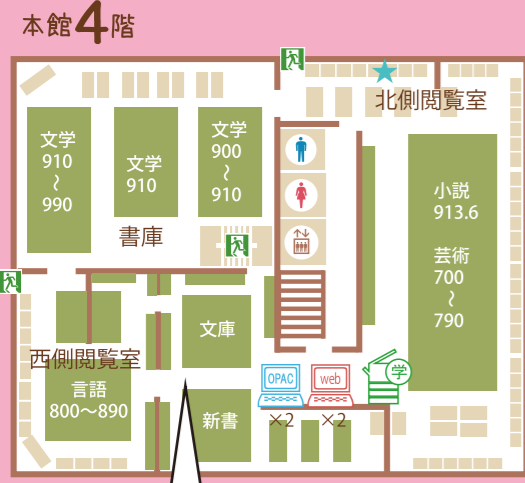 本館4階
北側閲覧室
文学
910
〜
990
文学
910
文学
900
〜
910
書庫
小説
913.6
芸術
700
〜
790
文庫
西側閲覧室
言語
800〜890
新書
OPAC
×2
web
×2
学